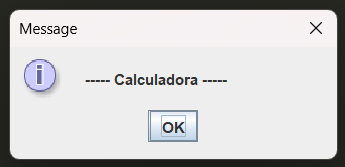 Message
----- Calculadora -----
OK